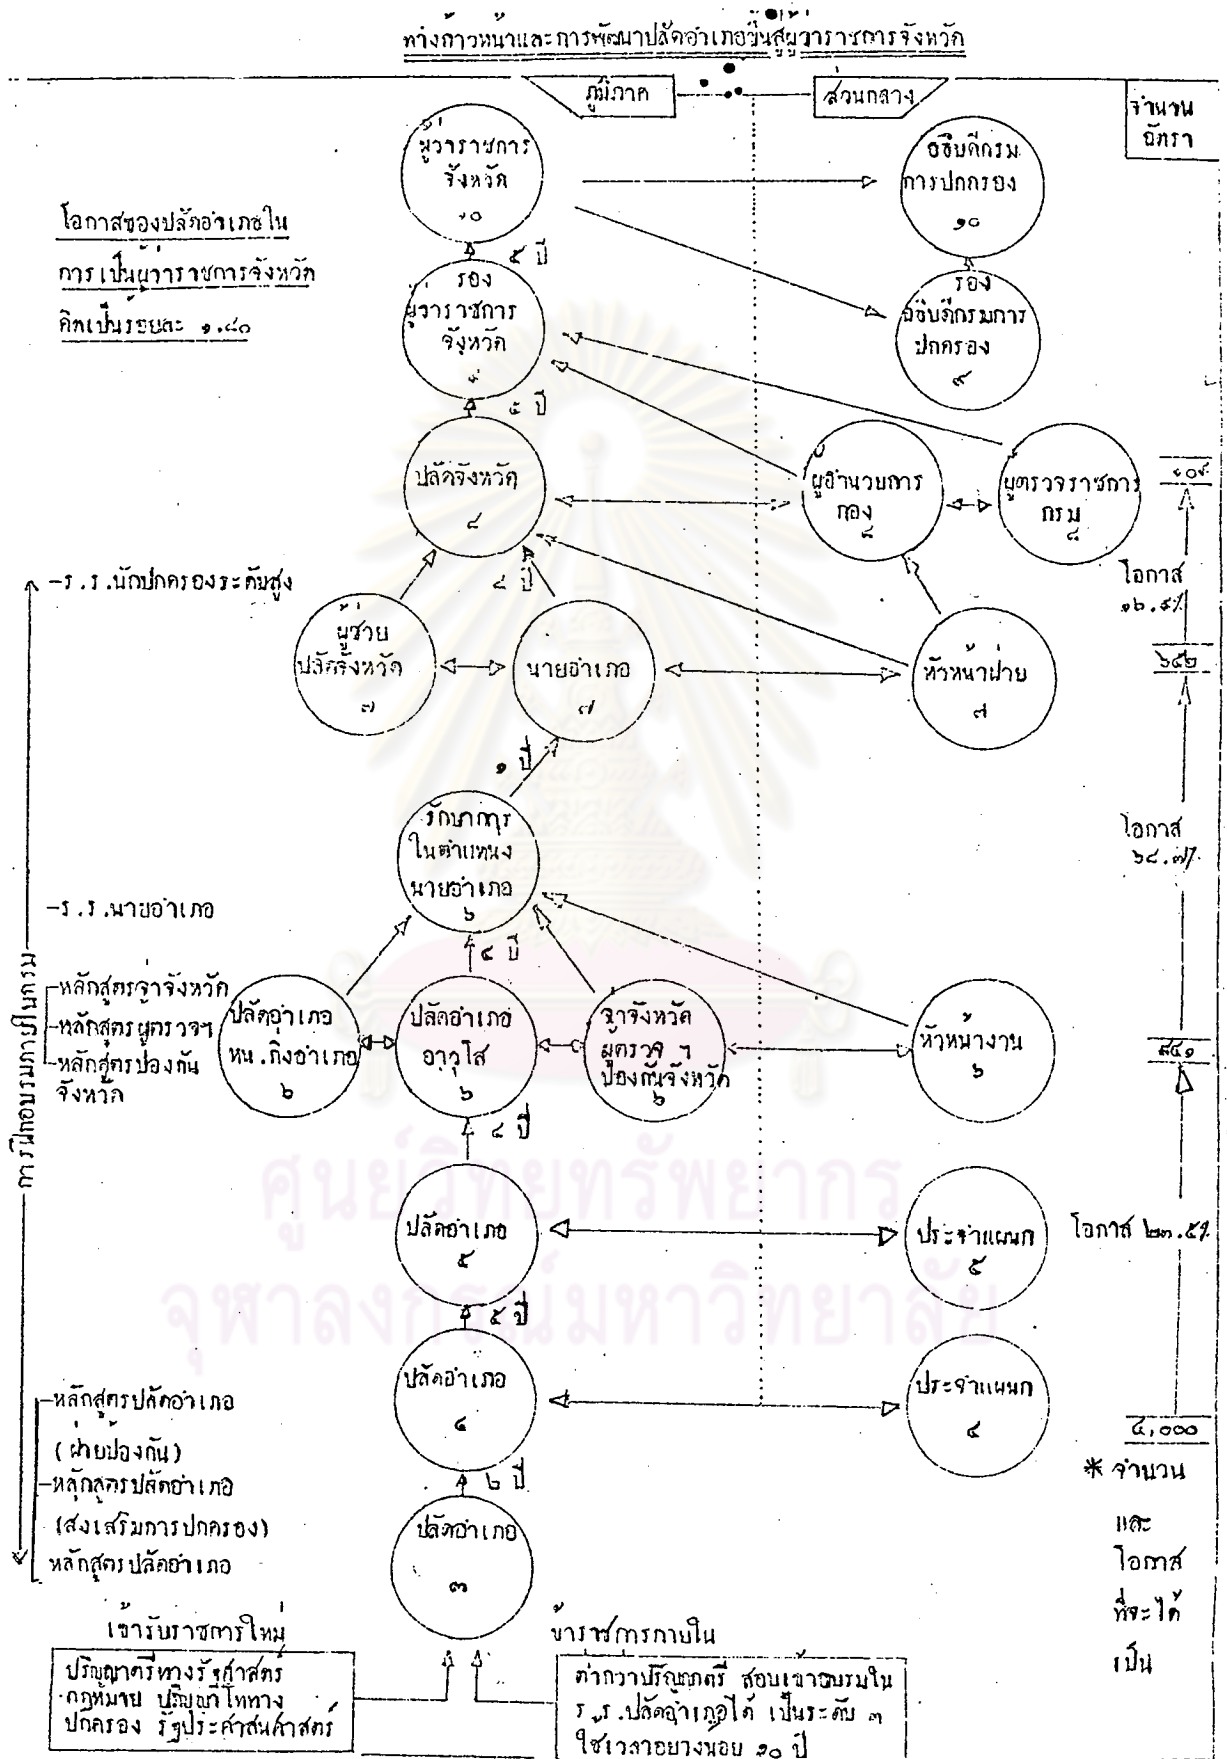 ทางก้าวหน้าและการพัฒนาปลัดอำเภอขึ้นสู่ผู้ว่าราชการจังหวัด
ภูมิภาค
ส่วนกลาง
จำนวน
อัตรา
ผู้ว่าราชการ
จังหวัด
๑๐
อธิบดีกรม
การปกครอง
๑๐
โอกาสของปลัดอำเภอใน
การเป็นผู้ว่าราชการจังหวัด
คิดเป็นร้อยละ ๑.๘๐
๕ ปี
รอง
ผู้ว่าราชการ
จังหวัด
๙
รอง
อธิบดีกรมการ
ปกครอง
๙
๕ ปี
ปลัดจังหวัด
๘
ผู้อำนวยการ
กอง
๘
ผู้ตรวจราชการ
กรม
๘
-ร.ร.นักปกครองระดับสูง
๔ ปี
โอกาส
ผู้ช่วย
ปลัดจังหวัด
๗
นายอำเภอ
๗
หัวหน้าฝ่าย
๗
๖๔๒
๑ ปี
รักษาการ
ในตำแหน่ง
นายอำเภอ
๖
โอกาส
๖๘.๗%
-ร.ร.นายอำเภอ
๔ ปี
การฝึกอบรมภายในกรม
-หลักสูตรจ่าจังหวัด
-หลักสูตรผู้ตรวจฯ
-หลักสูตรป้องกัน
จังหวัด
ปลัดอำเภอ
หน.กิ่งอำเภอ
๖
ปลัดอำเภอ
อาวุโส
๖
จ่าจังหวัด
ผู้ตรวจ ฯ
ป้องกันจังหวัด
๖
หัวหน้างาน
๖
๙๔๑
๔ ปี
ศูนย์วิทยทรัพยากร
จุฬาลงกรณ์มหาวิทยาลัย
ปลัดอำเภอ
๕
ประจำแผนก
๕
โอกาส ๒๓.๕%
๕ ปี
ปลัดอำเภอ
๔
ประจำแผนก
๔
๔,๐๐๐
-หลักสูตรปลัดอำเภอ
(ฝ่ายป้องกัน)
-หลักสูตรปลัดอำเภอ
(ส่งเสริมการปกครอง)
หลักสูตรปลัดอำเภอ
๒ ปี
ปลัดอำเภอ
๓
* จำนวน
และ
โอกาส
ที่จะได้
เป็น
เข้ารับราชการใหม่
ปริญญาตรีทางรัฐศาสตร์
กฎหมาย ปริญญาโททาง
ปกครอง รัฐประศาสนศาสตร์
ข้าราชการภายใน
ต่ำกว่าปริญญาตรี สอบเข้าอบรมใน
ร.ร.ปลัดอำเภอได้ เป็นระดับ ๓
ใช้เวลาอย่างน้อย ๑๐ ปี